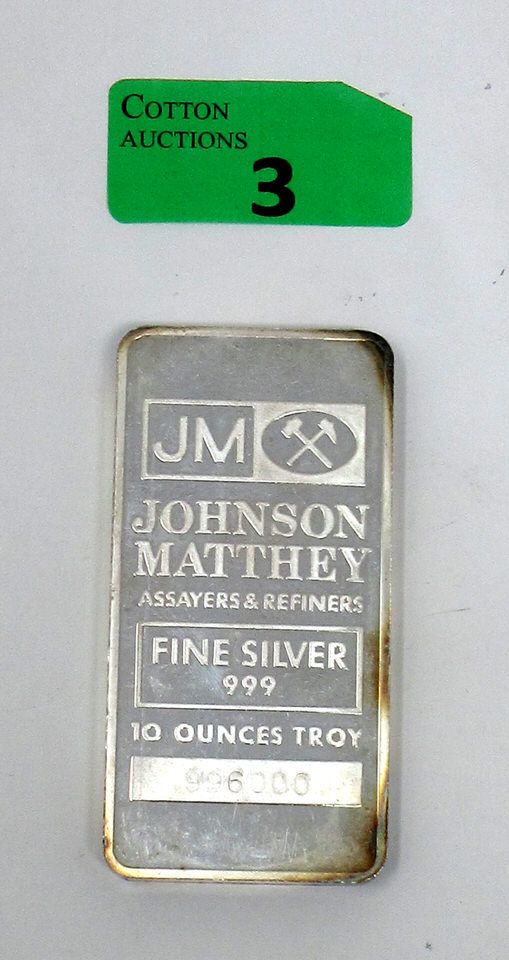 COTTON
AUCTIONS
3
JM
JOHNSON
MATTHEY
ASSAYERS & REFINERS
FINE SILVER
999
10 OUNCES TROY
996000